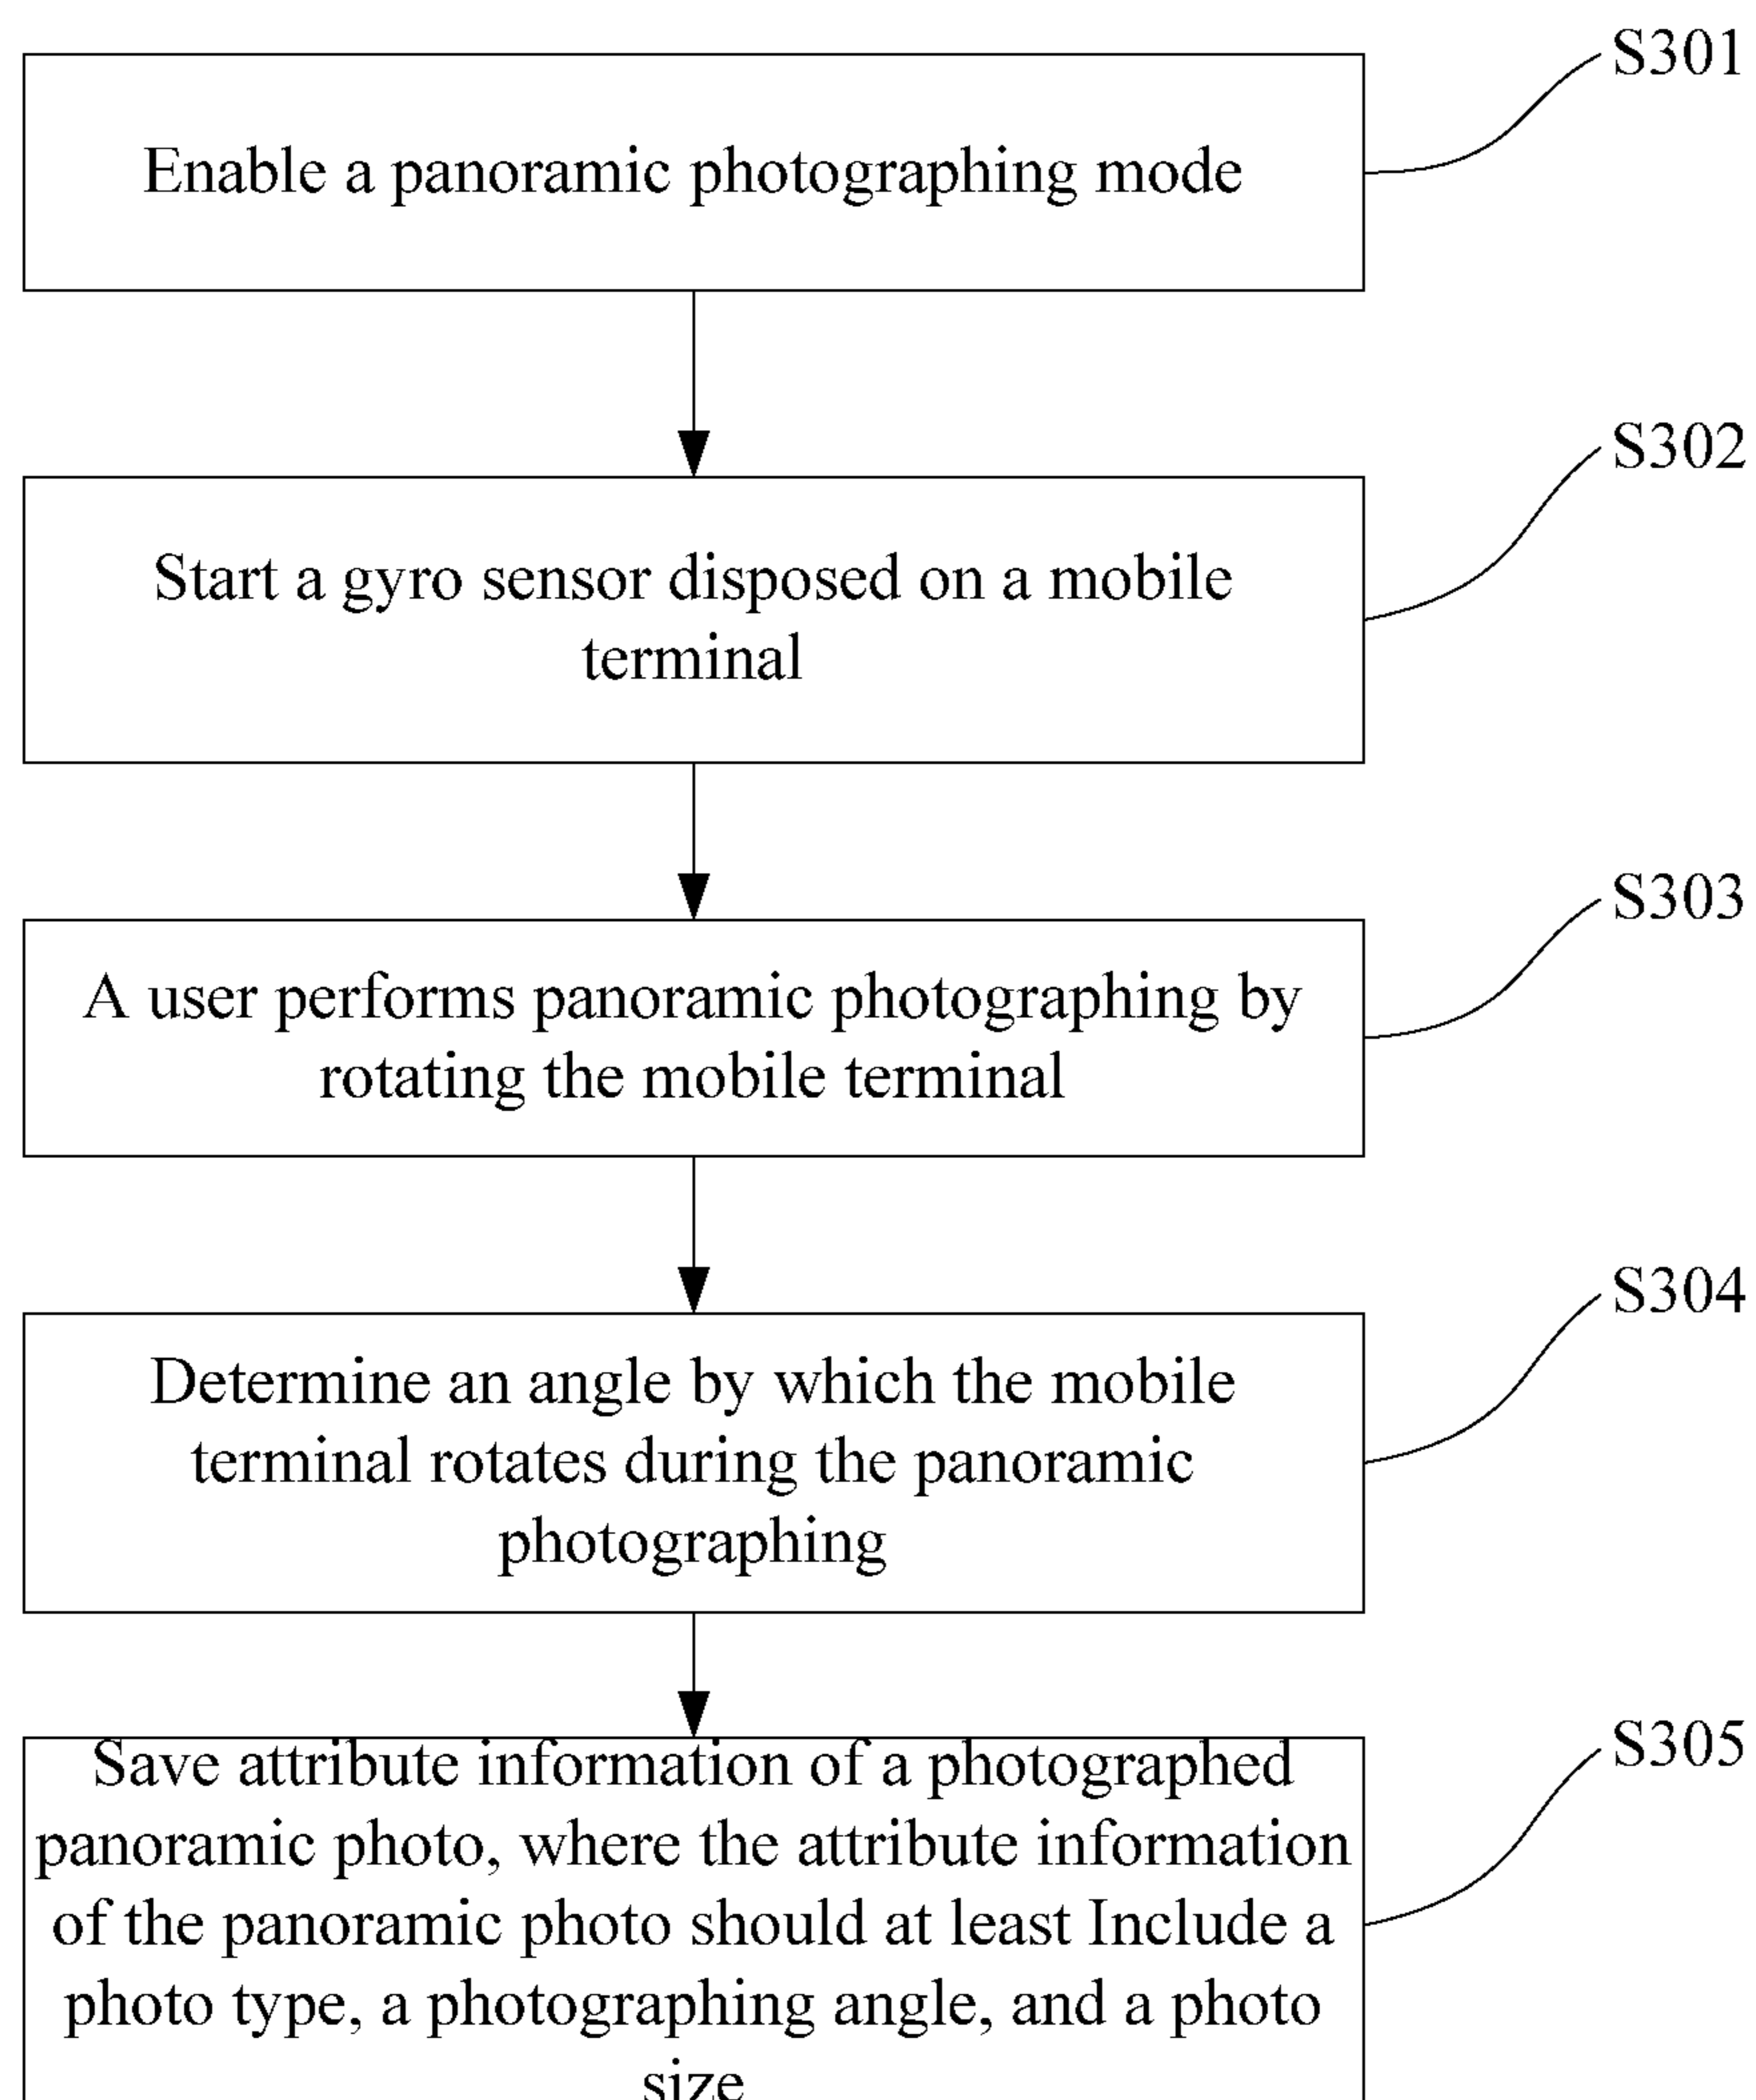 S301
Enable a panoramic photographing mode
S302
Start a gyro sensor disposed on a mobile
terminal
S303
A user performs panoramic photographing by
rotating the mobile terminal
S304
Determine an angle by which the mobile
terminal rotates during the panoramic
photographing
S305
Save attribute information of a photographed
panoramic photo, where the attribute information
of the panoramic photo should at least Include a
photo type, a photographing angle, and a photo
size